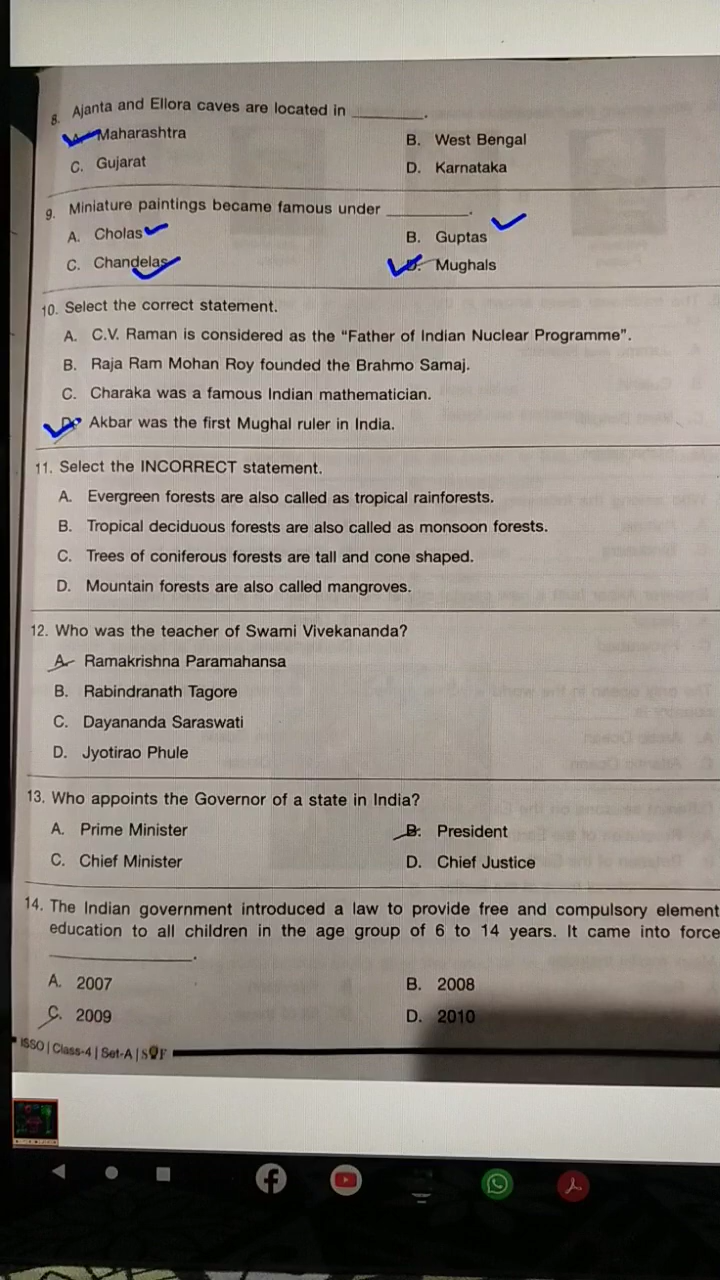 8. Ajanta and Ellora caves are located in ________.
A. Maharashtra
B. West Bengal
C. Gujarat
D. Karnataka
9. Miniature paintings became famous under ________.
A. Cholas
B. Guptas
C. Chandelas
D. Mughals
10. Select the correct statement.
A. C.V. Raman is considered as the “Father of Indian Nuclear Programme”.
B. Raja Ram Mohan Roy founded the Brahmo Samaj.
C. Charaka was a famous Indian mathematician.
D. Akbar was the first Mughal ruler in India.
11. Select the INCORRECT statement.
A. Evergreen forests are also called as tropical rainforests.
B. Tropical deciduous forests are also called as monsoon forests.
C. Trees of coniferous forests are tall and cone shaped.
D. Mountain forests are also called mangroves.
12. Who was the teacher of Swami Vivekananda?
A. Ramakrishna Paramahansa
B. Rabindranath Tagore
C. Dayananda Saraswati
D. Jyotirao Phule
13. Who appoints the Governor of a state in India?
A. Prime Minister
B. President
C. Chief Minister
D. Chief Justice
14. The Indian government introduced a law to provide free and compulsory element
education to all children in the age group of 6 to 14 years. It came into force
________.
A. 2007
B. 2008
C. 2009
D. 2010
ISSO | Class-4 | Set-A | SOF